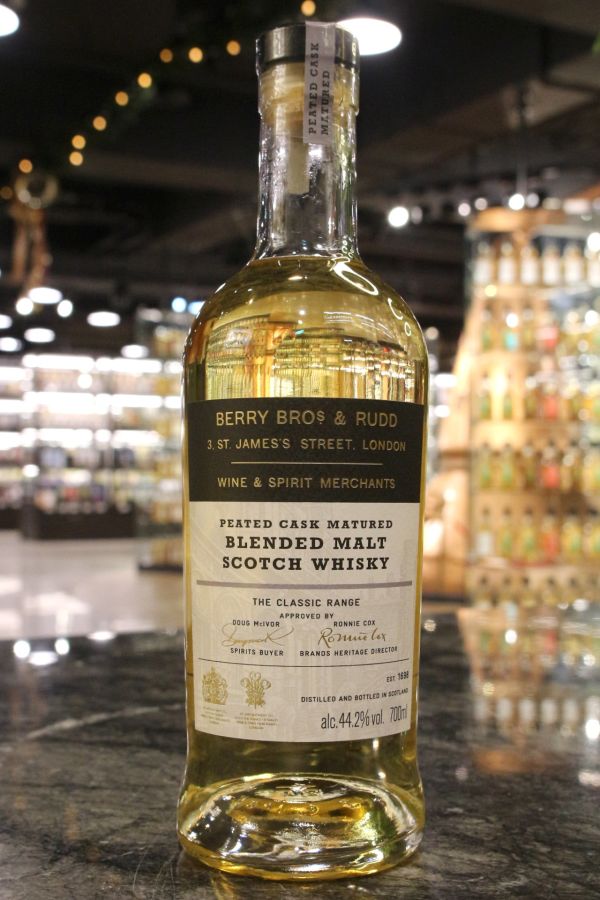 PEATED CASK
MATURED
BERRY BROS & RUDD
3, ST. JAMES'S STREET, LONDON
WINE & SPIRIT MERCHANTS
PEATED CASK MATURED
BLENDED MALT
SCOTCH WHISKY
THE CLASSIC RANGE
APPROVED BY
DOUG McIVOR RONNIE COX
Ronnie Cox
SPIRITS BUYER BRANDS HERITAGE DIRECTOR
EST. 1698
DISTILLED AND BOTTLED IN SCOTLAND
alc. 44.2% vol. 700ml